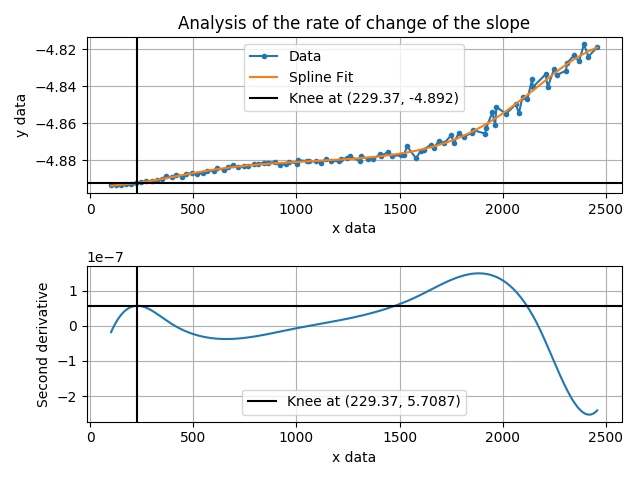 Analysis of the rate of change of the slope
y data
−4.82
−4.84
−4.86
−4.88
Data
Spline Fit
Knee at (229.37, -4.892)
0
500
1000
1500
2000
2500
x data
1e−7
Second derivative
1
0
−1
−2
Knee at (229.37, 5.7087)
0
500
1000
1500
2000
2500
x data